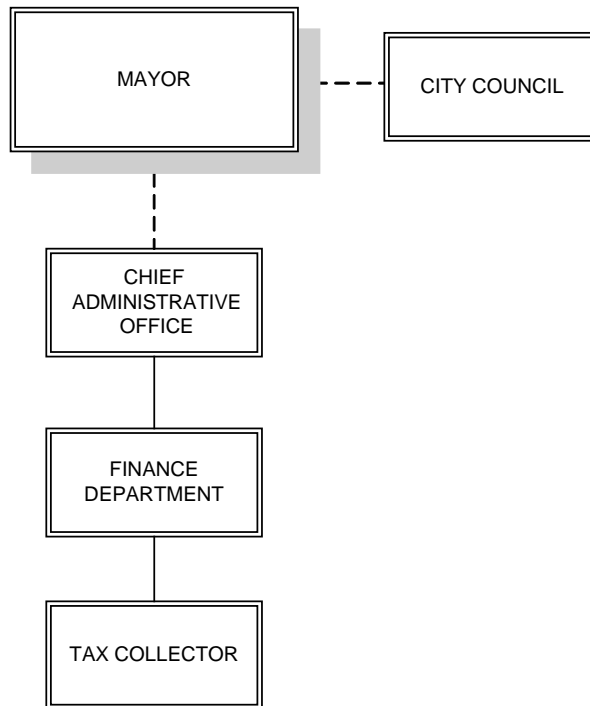 MAYOR
CITY COUNCIL
CHIEF
ADMINISTRATIVE
OFFICE
FINANCE
DEPARTMENT
TAX COLLECTOR